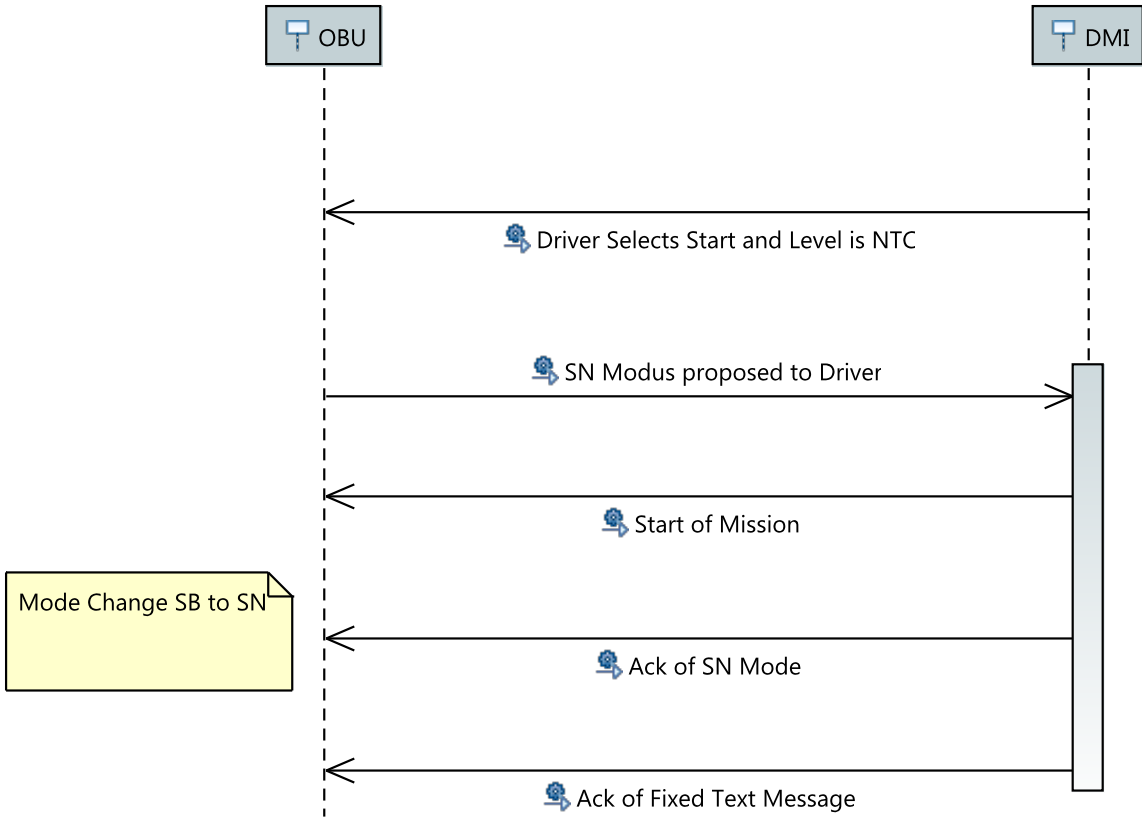 OBU
DMI
Driver Selects Start and Level is NTC
SN Modus proposed to Driver
Start of Mission
Mode Change SB to SN
Ack of SN Mode
Ack of Fixed Text Message